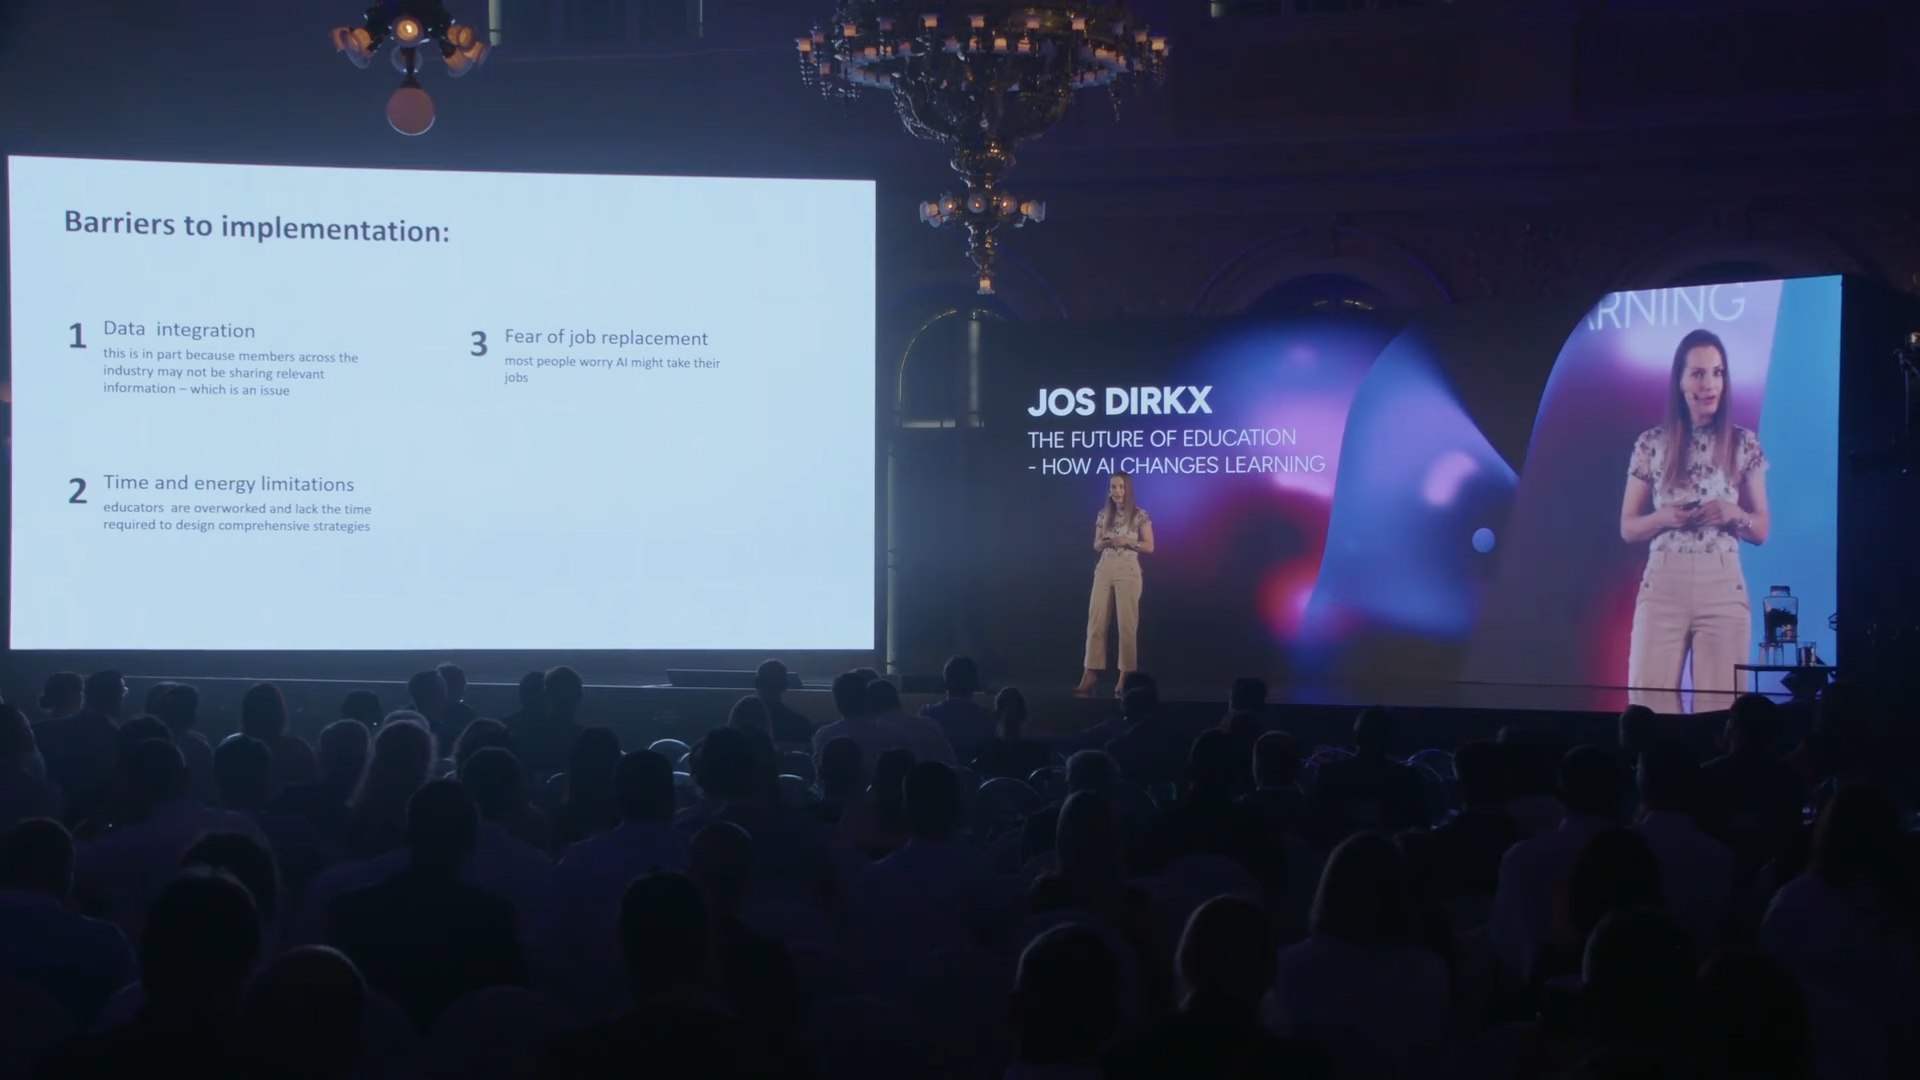 Barriers to implementation:
1 Data integration
this is in part because members across the
industry may not be sharing relevant
information – which is an issue
2 Time and energy limitations
educators are overworked and lack the time
required to design comprehensive strategies
3 Fear of job replacement
most people worry AI might take their
jobs
JOS DIRKX
THE FUTURE OF EDUCATION
- HOW AI CHANGES LEARNING
RNING